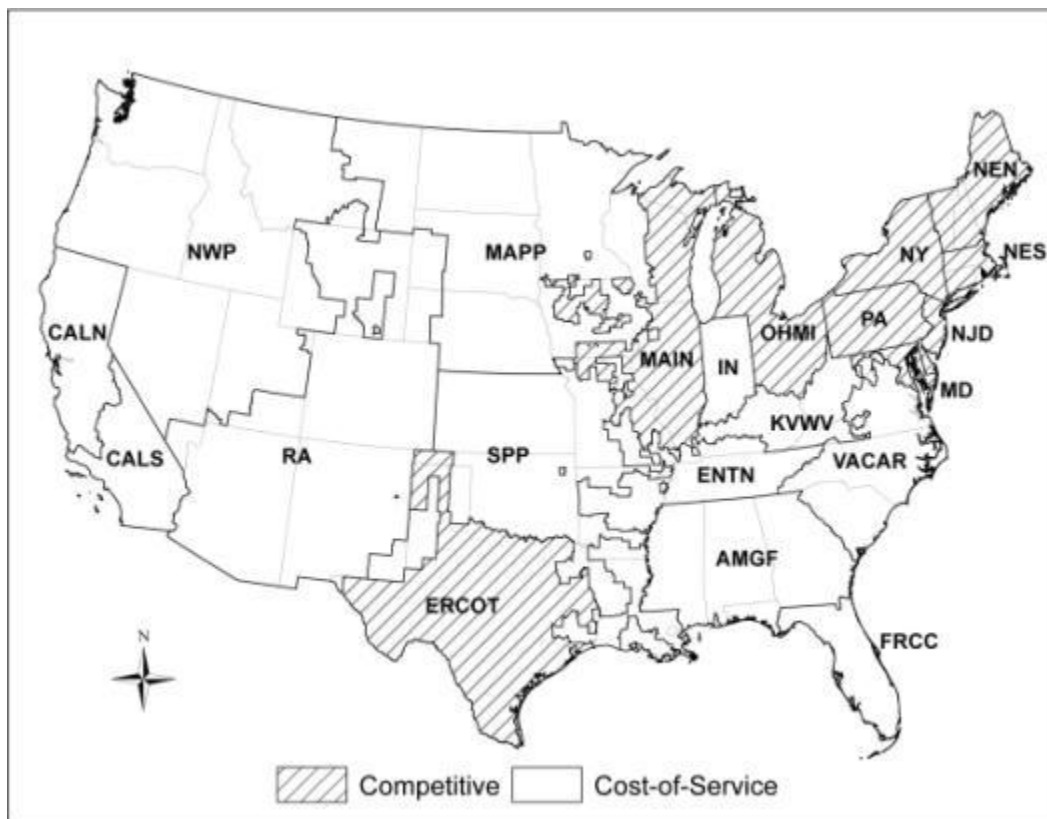 NEN
NWP
MAPP
NY
NES
CALN
MAIN
OHMI
PA
NJD
IN
MD
KVWV
CALS
RA
SPP
ENTN
VACAR
AMGF
ERCOT
FRCC
N
Competitive
Cost-of-Service